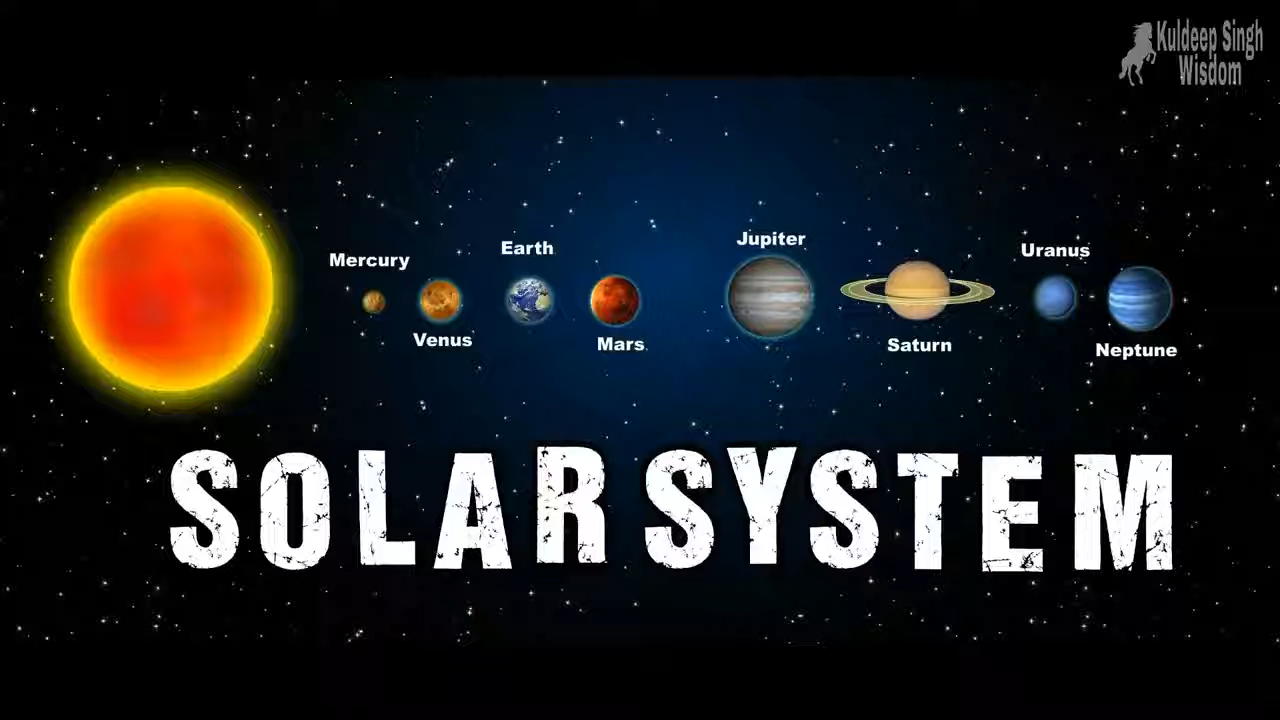 Kuldeep Singh
Wisdom
Mercury
Venus
Earth
Mars
Jupiter
Saturn
Uranus
Neptune
SOLAR SYSTEM